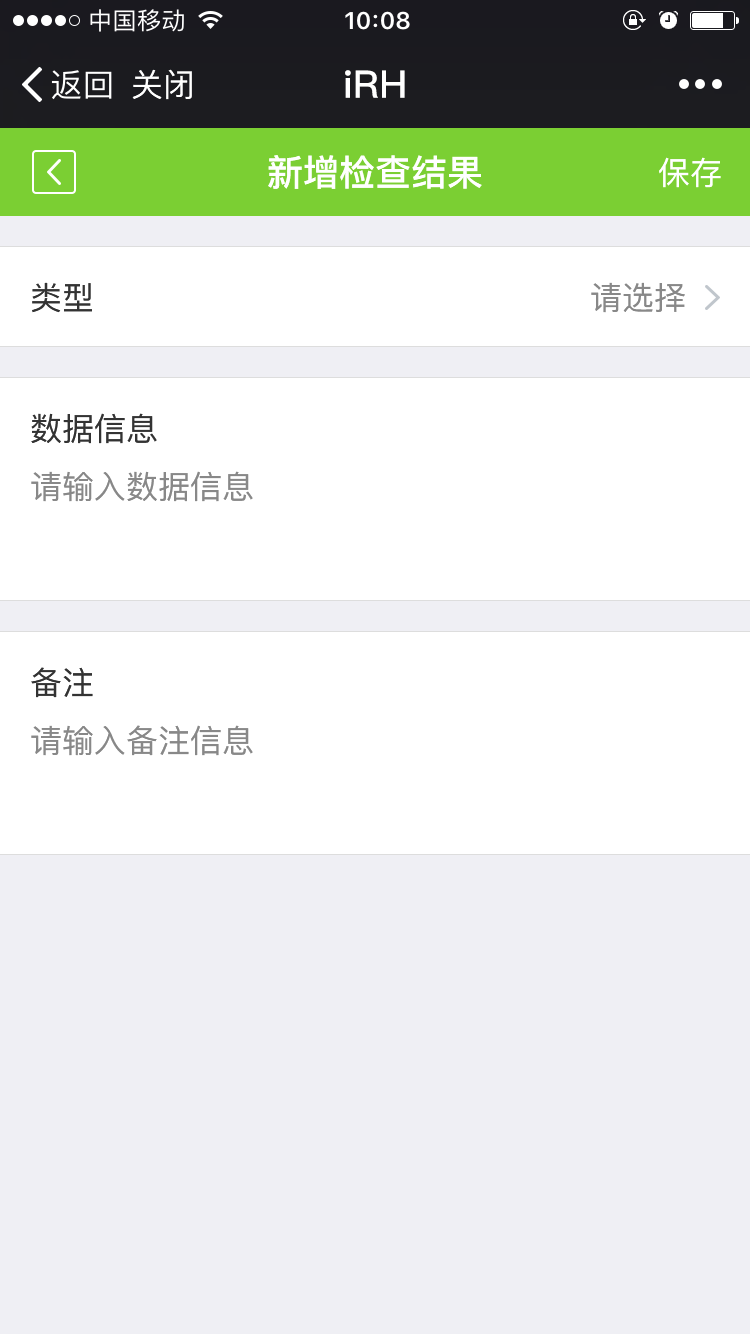 中国移动 10:08
返回 关闭 iRH
新增检查结果 保存
类型 请选择
数据信息
请输入数据信息
备注
请输入备注信息